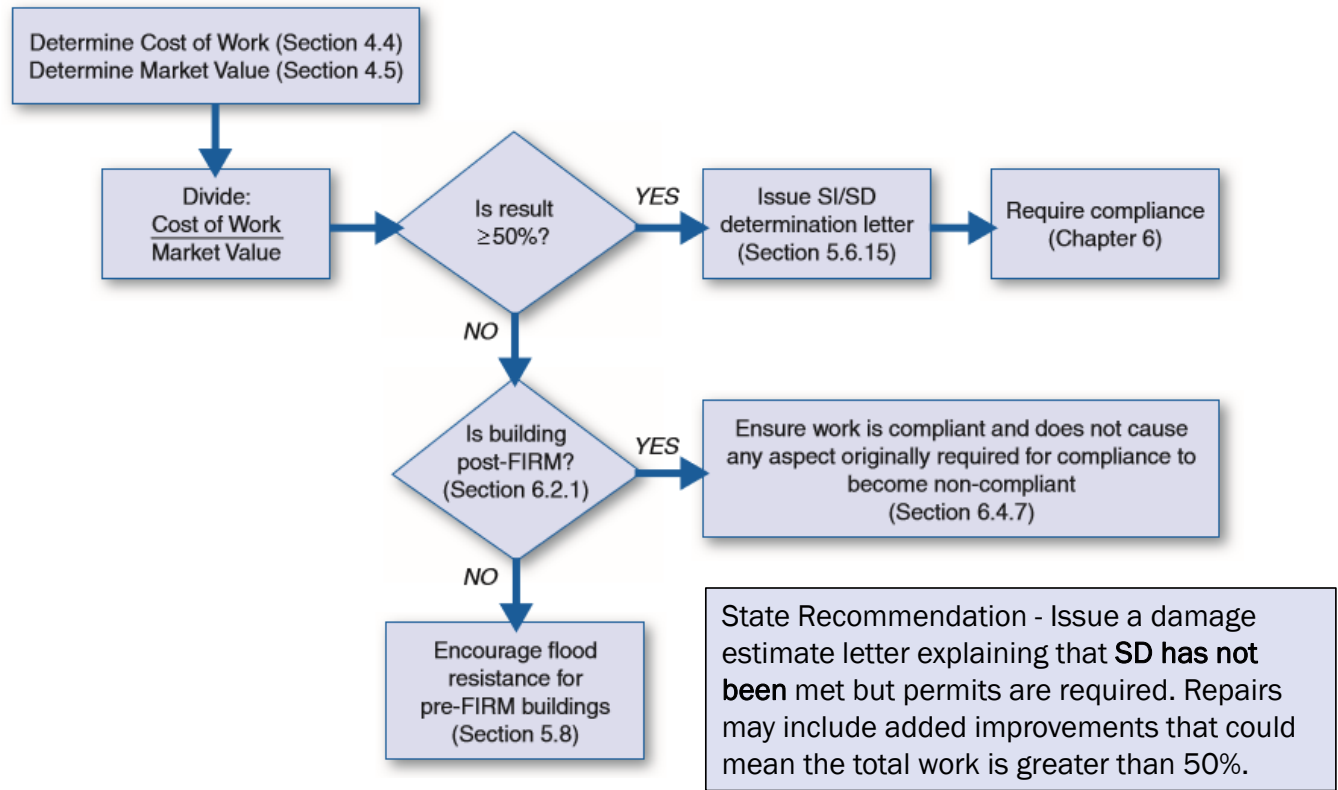 Determine Cost of Work (Section 4.4)
Determine Market Value (Section 4.5)
Divide:
Cost of Work
Market Value
Is result
≥50%?
YES
Issue SI/SD
determination letter
(Section 5.6.15)
Require compliance
(Chapter 6)
NO
Is building
post-FIRM?
(Section 6.2.1)
YES
Ensure work is compliant and does not cause
any aspect originally required for compliance to
become non-compliant
(Section 6.4.7)
NO
Encourage flood
resistance for
pre-FIRM buildings
(Section 5.8)
State Recommendation - Issue a damage
estimate letter explaining that SD has not
been met but permits are required. Repairs
may include added improvements that could
mean the total work is greater than 50%.